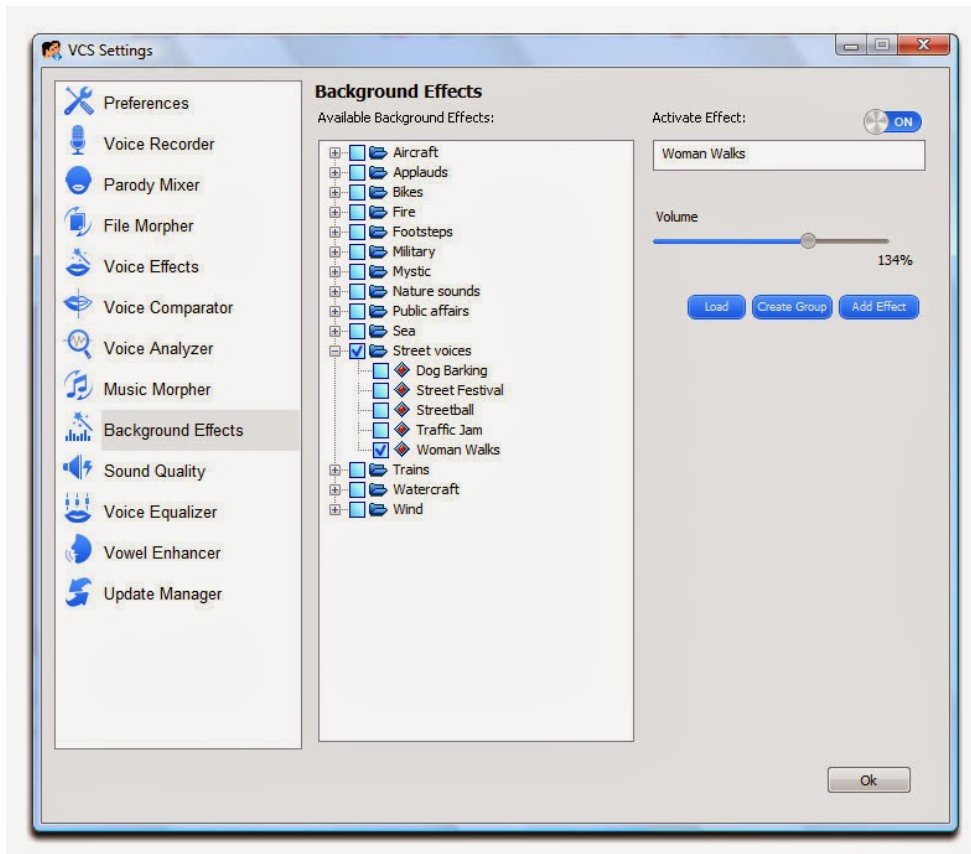 VCS Settings
Preferences
Voice Recorder
Parody Mixer
File Morpher
Voice Effects
Voice Comparator
Voice Analyzer
Music Morpher
Background Effects
Sound Quality
Voice Equalizer
Vowel Enhancer
Update Manager
Background Effects
Available Background Effects:
Aircraft
Applauds
Bikes
Fire
Footsteps
Military
Mystic
Nature sounds
Public affairs
Sea
Street voices
Dog Barking
Street Festival
Streetball
Traffic Jam
Woman Walks
Trains
Watercraft
Wind
Activate Effect:
ON
Woman Walks
Volume
134%
Load
Create Group
Add Effect
Ok